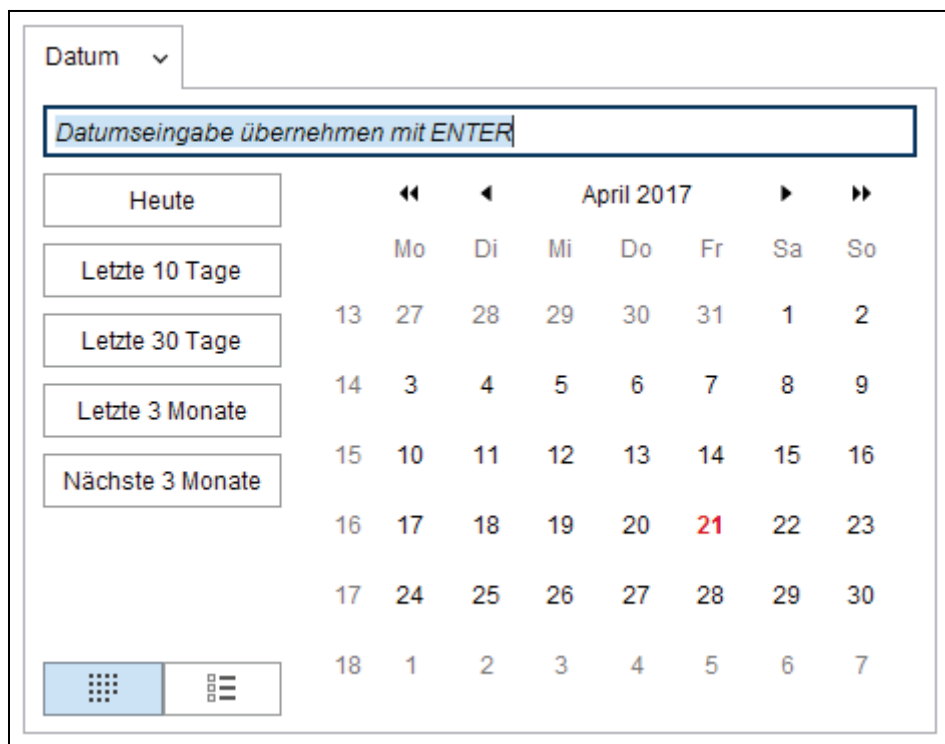 Datum
Datumseingabe übernehmen mit ENTER
Heute
Letzte 10 Tage
Letzte 30 Tage
Letzte 3 Monate
Nächste 3 Monate
April 2017
Mo Di Mi Do Fr Sa So
13 27 28 29 30 31 1 2
14 3 4 5 6 7 8 9
15 10 11 12 13 14 15 16
16 17 18 19 20 21 22 23
17 24 25 26 27 28 29 30
18 1 2 3 4 5 6 7